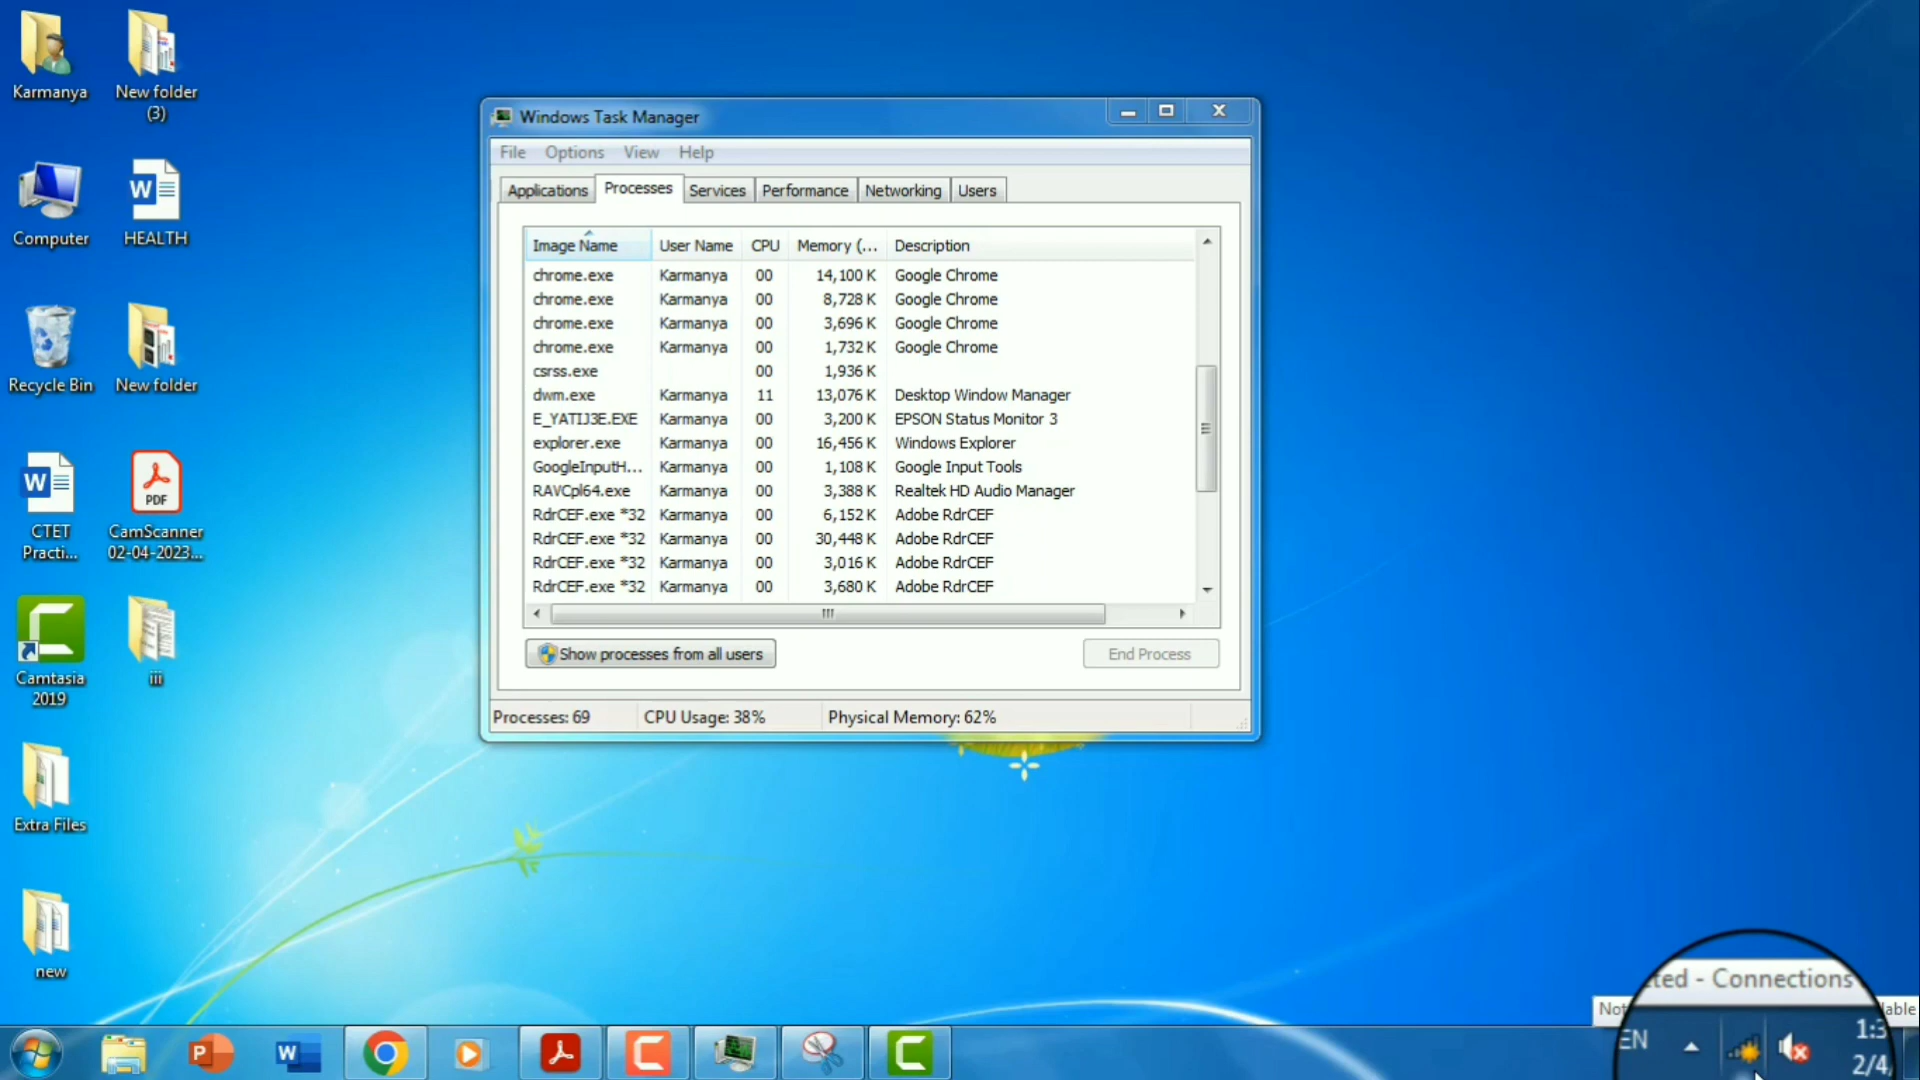 Karmanya
New folder
(3)
Computer
HEALTH
Recycle Bin
New folder
CTET
Practi...
PDF
CamScanner
02-04-2023...
Camtasia
2019
iii
Extra Files
new
Windows Task Manager
File Options View Help
Applications Processes Services Performance Networking Users
Image Name User Name CPU Memory (... Description
chrome.exe Karmanya 00 14,100 K Google Chrome
chrome.exe Karmanya 00 8,728 K Google Chrome
chrome.exe Karmanya 00 3,696 K Google Chrome
chrome.exe Karmanya 00 1,732 K Google Chrome
csrss.exe 00 1,936 K
dwm.exe Karmanya 11 13,076 K Desktop Window Manager
E_YATIJ3E.EXE Karmanya 00 3,200 K EPSON Status Monitor 3
explorer.exe Karmanya 00 16,456 K Windows Explorer
GoogleInputH... Karmanya 00 1,108 K Google Input Tools
RAVCpl64.exe Karmanya 00 3,388 K Realtek HD Audio Manager
RdrCEF.exe *32 Karmanya 00 6,152 K Adobe RdrCEF
RdrCEF.exe *32 Karmanya 00 30,448 K Adobe RdrCEF
RdrCEF.exe *32 Karmanya 00 3,016 K Adobe RdrCEF
RdrCEF.exe *32 Karmanya 00 3,680 K Adobe RdrCEF
Show processes from all users
End Process
Processes: 69 CPU Usage: 38% Physical Memory: 62%
- Connections
EN